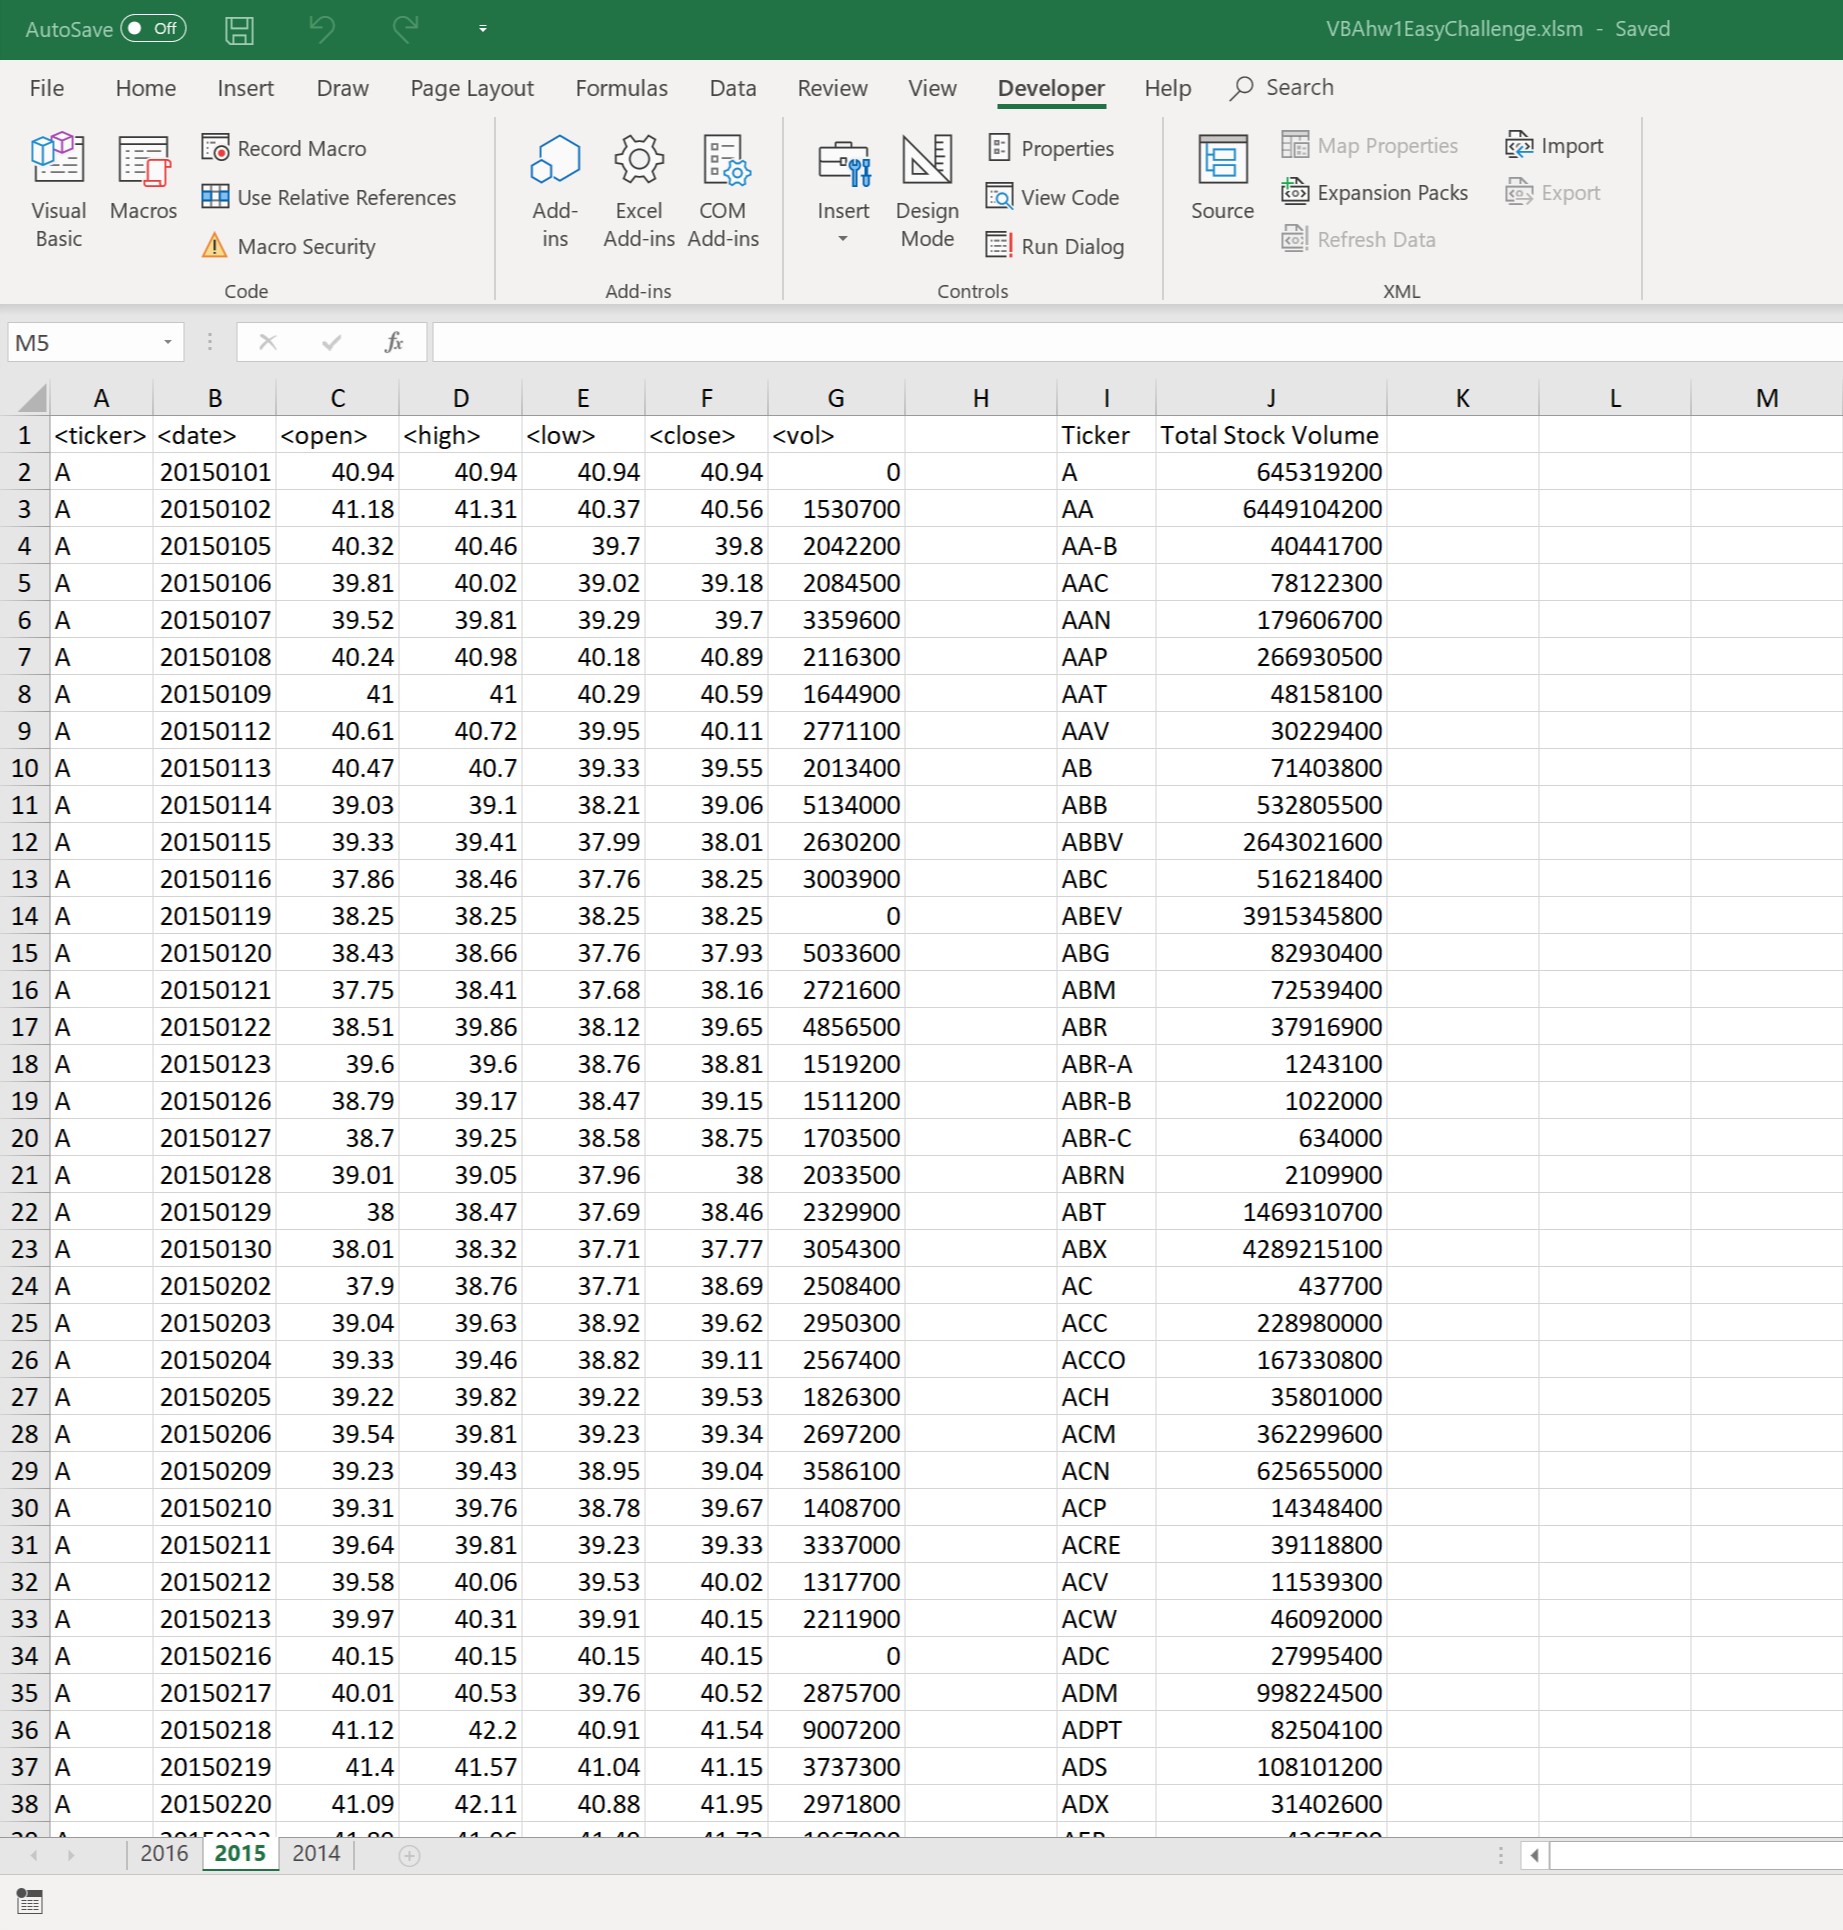 AutoSave Off VBAhw1EasyChallenge.xlsm - Saved
File Home Insert Draw Page Layout Formulas Data Review View Developer Help Search
Visual Basic
Macros
Record Macro
Use Relative References
Macro Security
Code
Add-ins
Excel Add-ins
COM Add-ins
Add-ins
Insert
Design Mode
Properties
View Code
Run Dialog
Controls
Source
Map Properties
Expansion Packs
Refresh Data
Import
Export
XML
M5 fx
A B C D E F G H I J K L M
1 <ticker> <date> <open> <high> <low> <close> <vol> Ticker Total Stock Volume
2 A 20150101 40.94 40.94 40.94 40.94 0 A 645319200
3 A 20150102 41.18 41.31 40.37 40.56 1530700 AA 6449104200
4 A 20150105 40.32 40.46 39.7 39.8 2042200 AA-B 40441700
5 A 20150106 39.81 40.02 39.02 39.18 2084500 AAC 78122300
6 A 20150107 39.52 39.81 39.29 39.7 3359600 AAN 179606700
7 A 20150108 40.24 40.98 40.18 40.89 2116300 AAP 266930500
8 A 20150109 41 41 40.29 40.59 1644900 AAT 48158100
9 A 20150112 40.61 40.72 39.95 40.11 2771100 AAV 30229400
10 A 20150113 40.47 40.7 39.33 39.55 2013400 AB 71403800
11 A 20150114 39.03 39.1 38.21 39.06 5134000 ABB 532805500
12 A 20150115 39.33 39.41 37.99 38.01 2630200 ABBV 2643021600
13 A 20150116 37.86 38.46 37.76 38.25 3003900 ABC 516218400
14 A 20150119 38.25 38.25 38.25 38.25 0 ABEV 3915345800
15 A 20150120 38.43 38.66 37.76 37.93 5033600 ABG 82930400
16 A 20150121 37.75 38.41 37.68 38.16 2721600 ABM 72539400
17 A 20150122 38.51 39.86 38.12 39.65 4856500 ABR 37916900
18 A 20150123 39.6 39.6 38.76 38.81 1519200 ABR-A 1243100
19 A 20150126 38.79 39.17 38.47 39.15 1511200 ABR-B 1022000
20 A 20150127 38.7 39.25 38.58 38.75 1703500 ABR-C 634000
21 A 20150128 39.01 39.05 37.96 38 2033500 ABRN 2109900
22 A 20150129 38 38.47 37.69 38.46 2329900 ABT 1469310700
23 A 20150130 38.01 38.32 37.71 37.77 3054300 ABX 4289215100
24 A 20150202 37.9 38.76 37.71 38.69 2508400 AC 437700
25 A 20150203 39.04 39.63 38.92 39.62 2950300 ACC 228980000
26 A 20150204 39.33 39.46 38.82 39.11 2567400 ACCO 167330800
27 A 20150205 39.22 39.82 39.22 39.53 1826300 ACH 35801000
28 A 20150206 39.54 39.81 39.23 39.34 2697200 ACM 362299600
29 A 20150209 39.23 39.43 38.95 39.04 3586100 ACN 625655000
30 A 20150210 39.31 39.76 38.78 39.67 1408700 ACP 14348400
31 A 20150211 39.64 39.81 39.23 39.33 3337000 ACRE 39118800
32 A 20150212 39.58 40.06 39.53 40.02 1317700 ACV 11539300
33 A 20150213 39.97 40.31 39.91 40.15 2211900 ACW 46092000
34 A 20150216 40.15 40.15 40.15 40.15 0 ADC 27995400
35 A 20150217 40.01 40.53 39.76 40.52 2875700 ADM 998224500
36 A 20150218 41.12 42.2 40.91 41.54 9007200 ADPT 82504100
37 A 20150219 41.4 41.57 41.04 41.15 3737300 ADS 108101200
38 A 20150220 41.09 42.11 40.88 41.95 2971800 ADX 31402600
2016 2015 2014